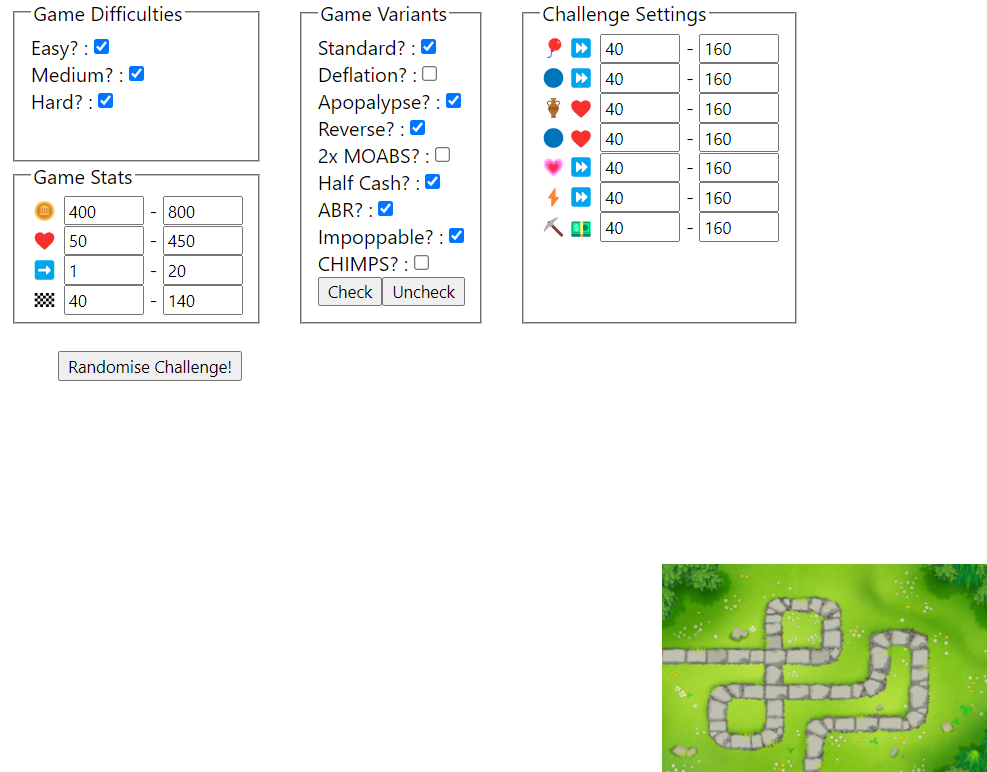 Game Difficulties
Easy? :
Medium? :
Hard? :
Game Stats
400 - 800
50 - 450
1 - 20
40 - 140
Randomise Challenge!
Game Variants
Standard? :
Deflation? :
Apopalypse? :
Reverse? :
2x MOABS? :
Half Cash? :
ABR? :
Impoppable? :
CHIMPS? :
Check Uncheck
Challenge Settings
40 - 160
40 - 160
40 - 160
40 - 160
40 - 160
40 - 160
40 - 160